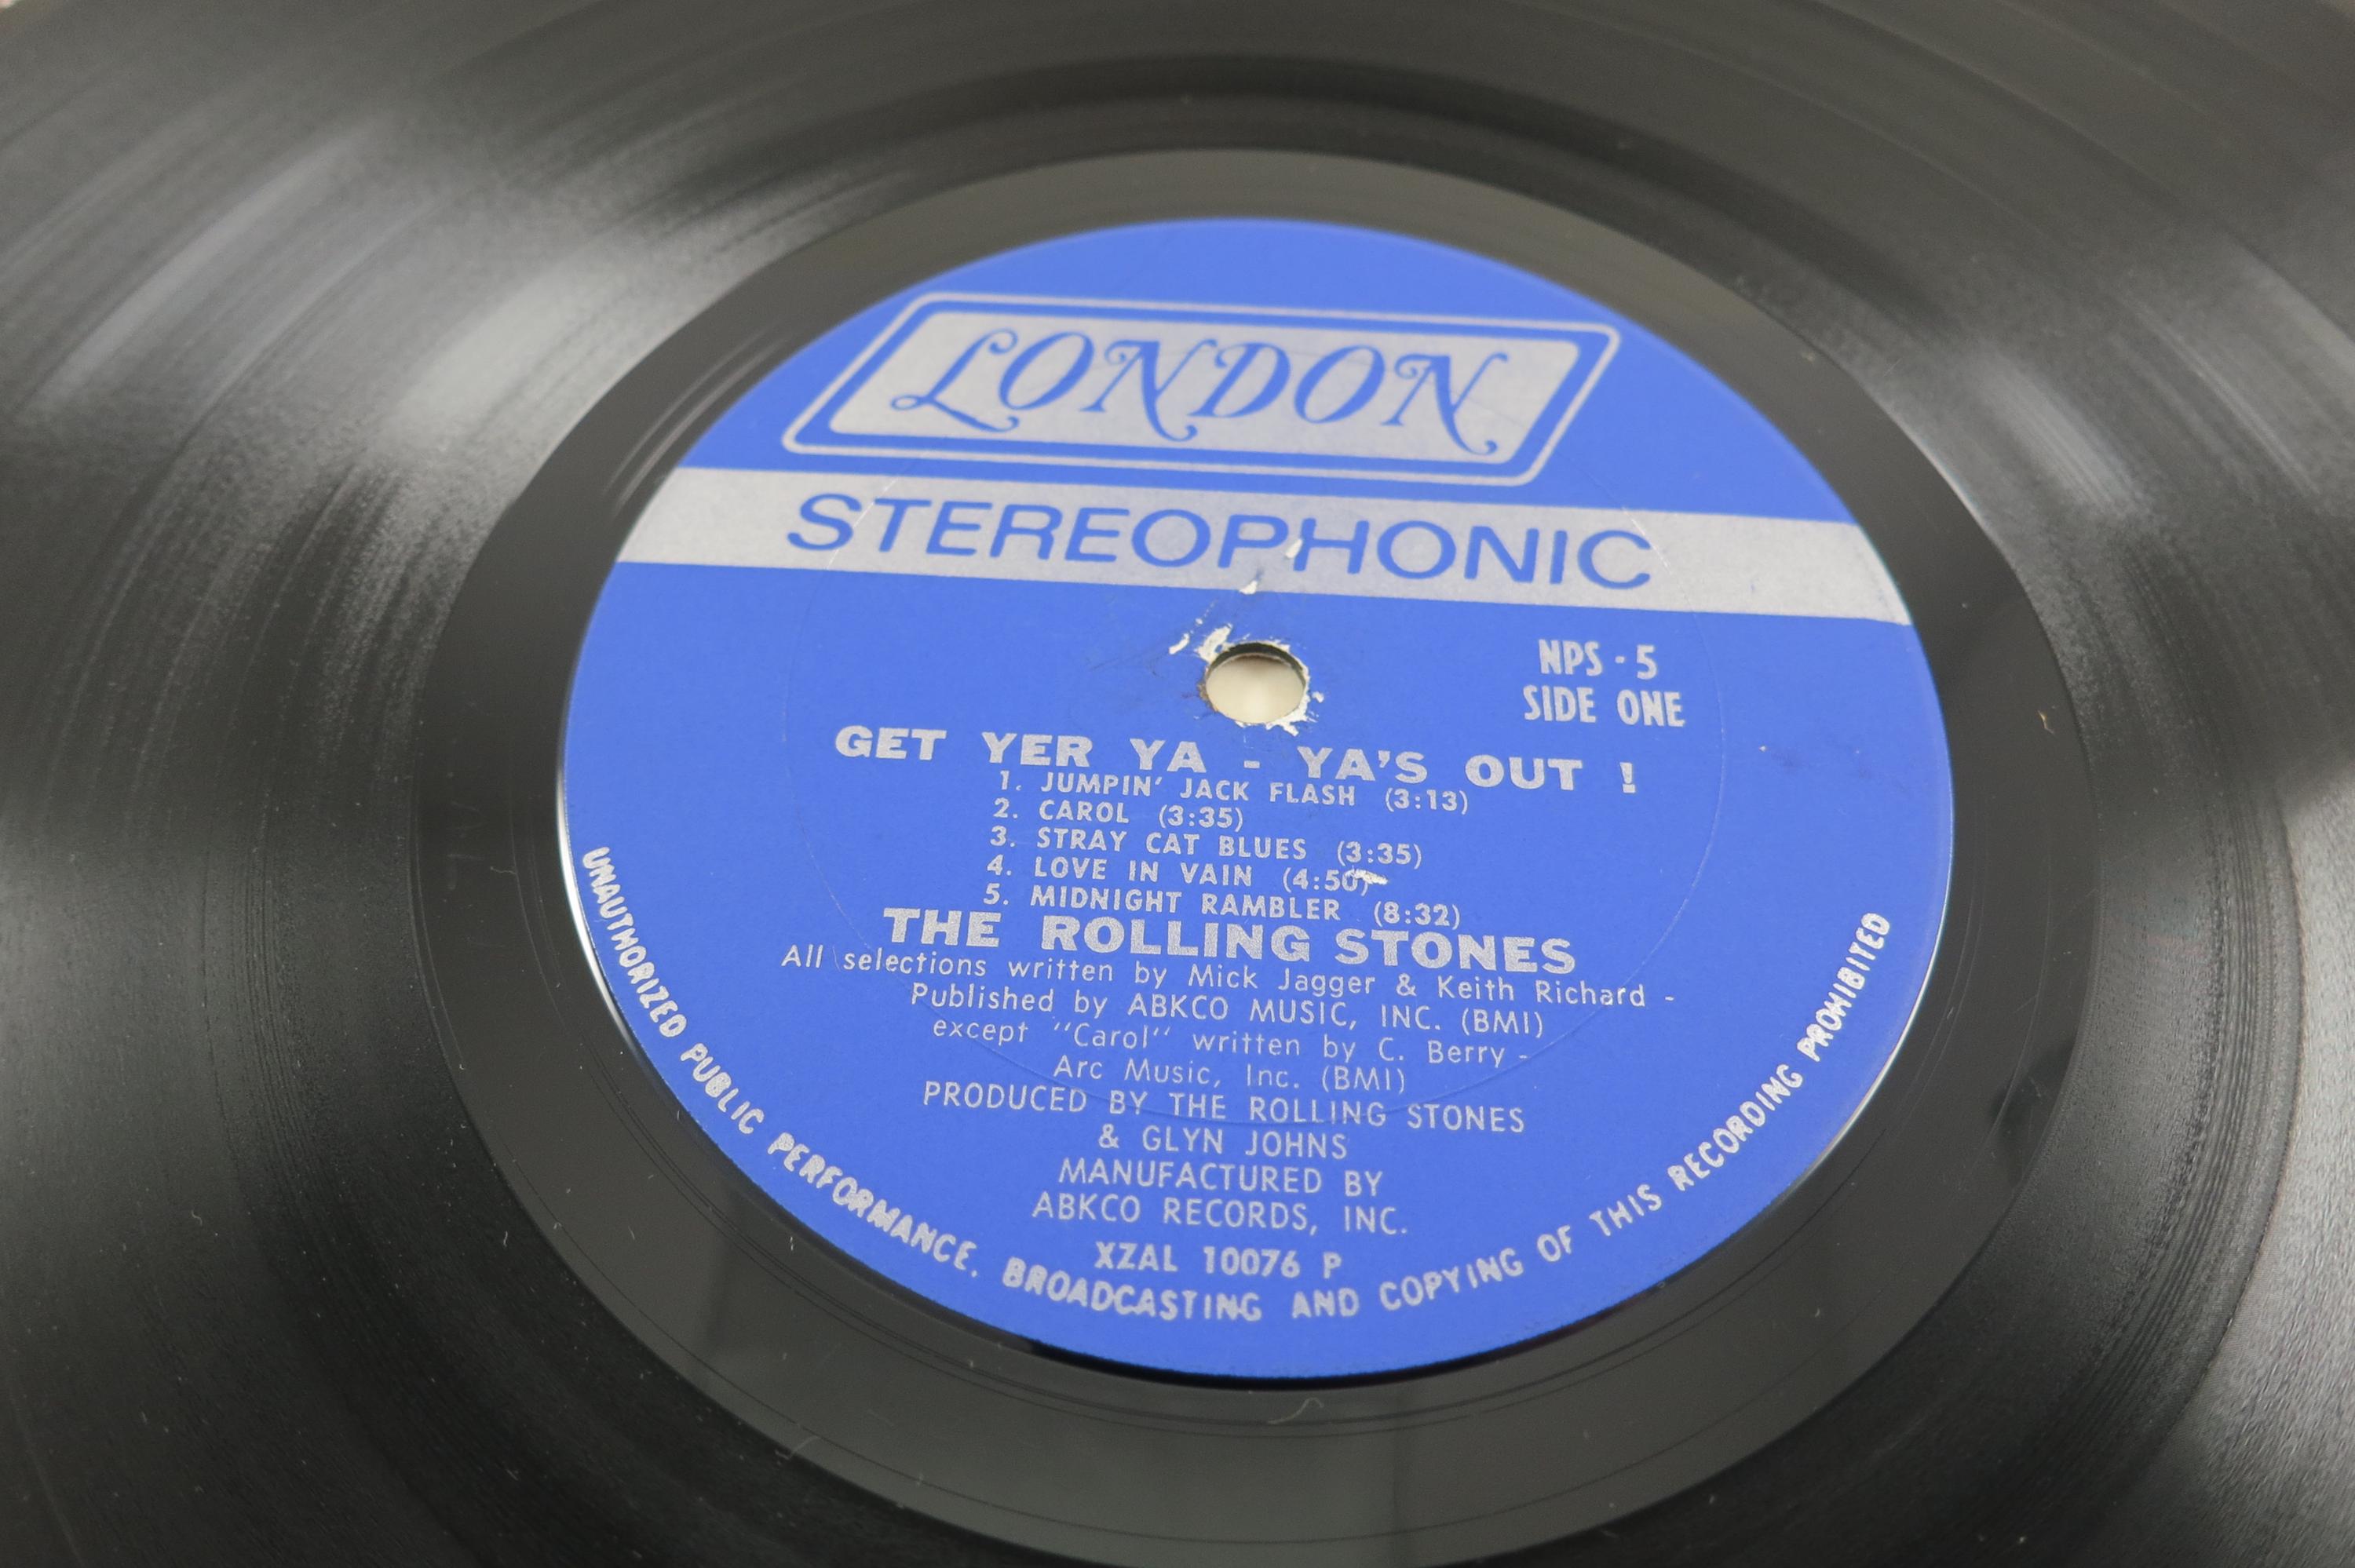 LONDON
STEREOPHONIC
NPS - 5
SIDE ONE
GET YER YA - YA'S OUT !
1. JUMPIN' JACK FLASH (3:13)
2. CAROL (3:35)
3. STRAY CAT BLUES (3:35)
4. LOVE IN VAIN (4:50)
5. MIDNIGHT RAMBLER (8:32)
THE ROLLING STONES
All selections written by Mick Jagger & Keith Richard -
Published by ABKCO MUSIC, INC. (BMI)
except "Carol" written by C. Berry -
Arc Music, Inc. (BMI)
PRODUCED BY THE ROLLING STONES
& GLYN JOHNS
MANUFACTURED BY
ABKCO RECORDS, INC.
XZAL 10076 P
UNAUTHORIZED PUBLIC PERFORMANCE. BROADCASTING AND COPYING OF THIS RECORDING PROHIBITED